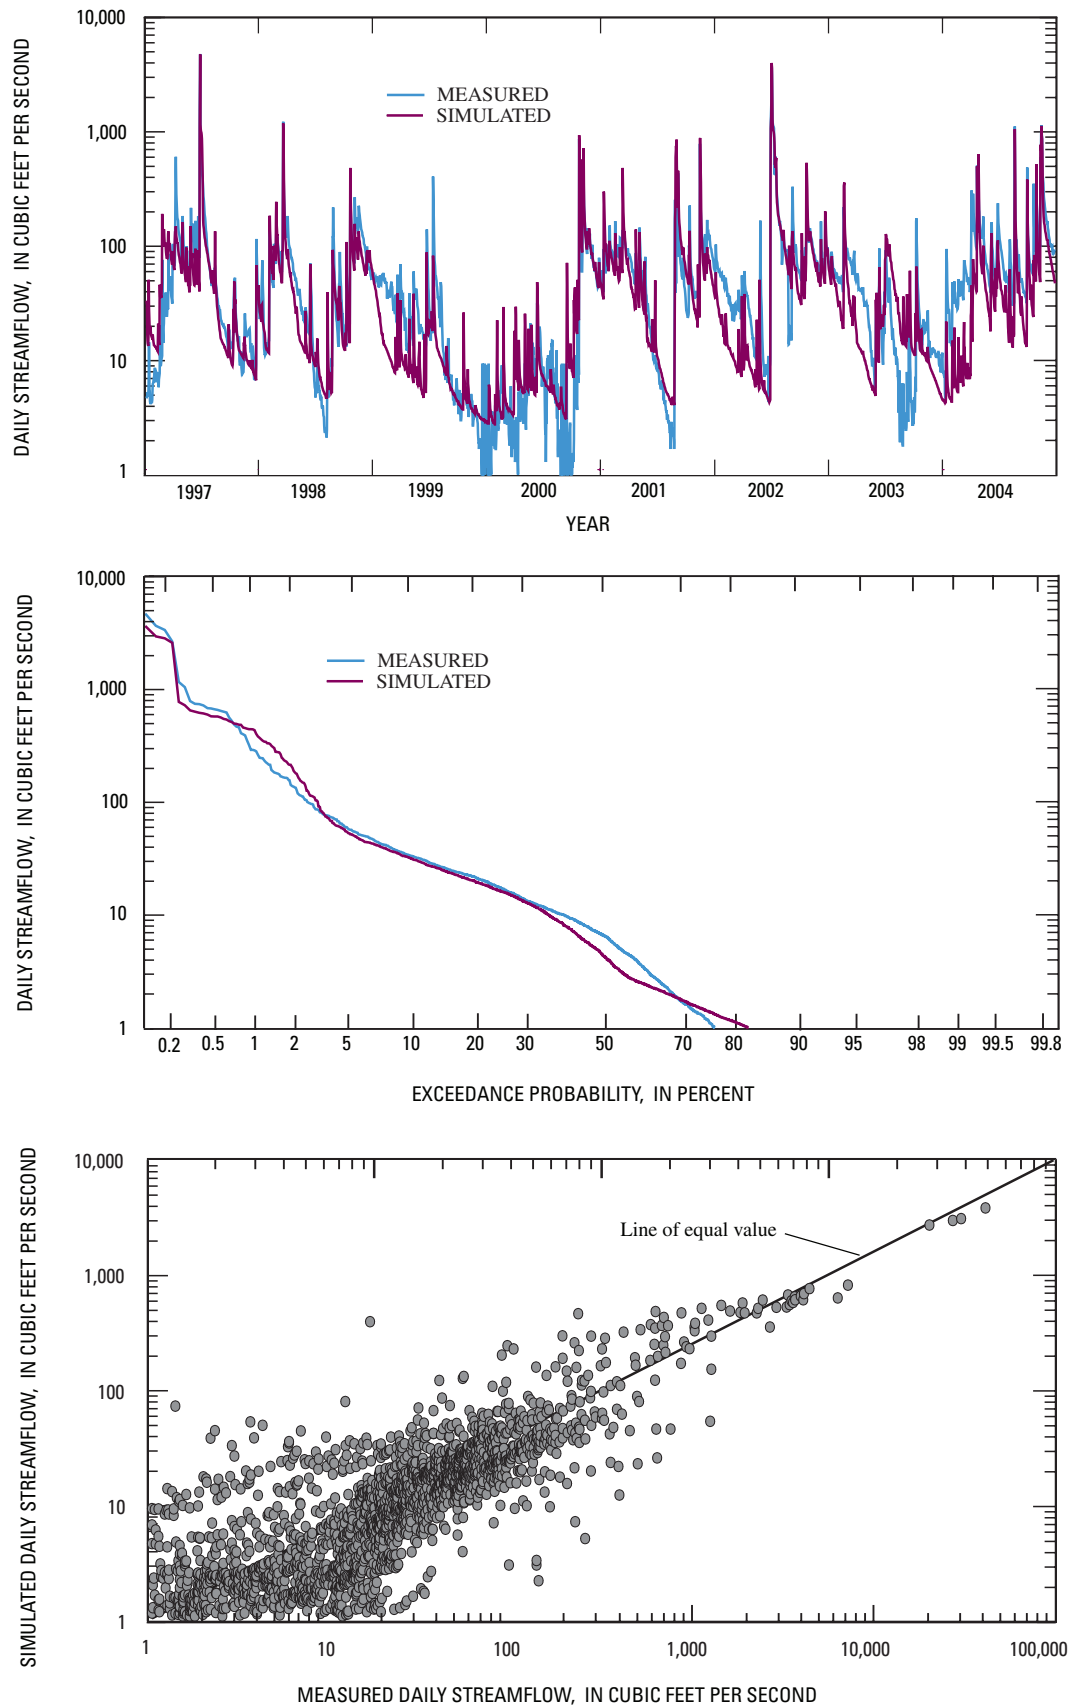 DAILY STREAMFLOW, IN CUBIC FEET PER SECOND
10,000
1,000
100
10
1
MEASURED
SIMULATED
1997 1998 1999 2000 2001 2002 2003 2004
YEAR
DAILY STREAMFLOW, IN CUBIC FEET PER SECOND
10,000
1,000
100
10
1
MEASURED
SIMULATED
0.2 0.5 1 2 5 10 20 30 50 70 80 90 95 98 99 99.5 99.8
EXCEEDANCE PROBABILITY, IN PERCENT
SIMULATED DAILY STREAMFLOW, IN CUBIC FEET PER SECOND
10,000
1,000
100
10
1
Line of equal value
1 10 100 1,000 10,000 100,000
MEASURED DAILY STREAMFLOW, IN CUBIC FEET PER SECOND